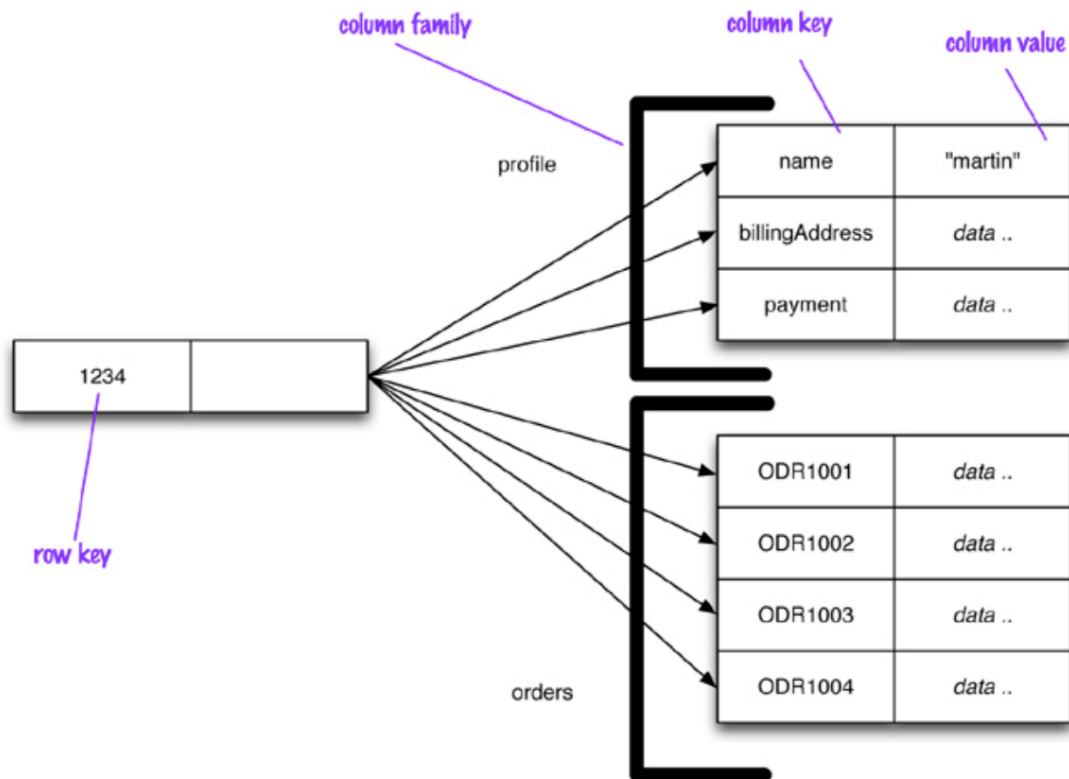 column family
column key
column value
profile
name "martin"
billingAddress data ..
payment data ..
1234
row key
ODR1001 data ..
ODR1002 data ..
ODR1003 data ..
ODR1004 data ..
orders